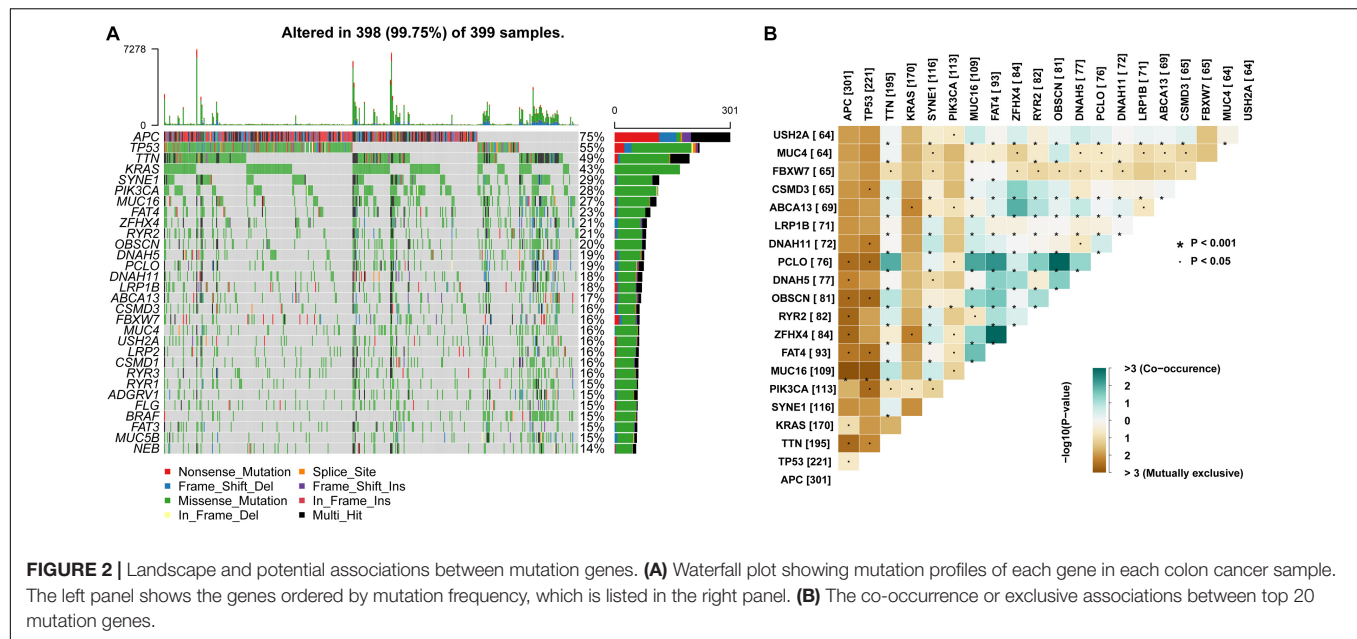 A
Altered in 398 (99.75%) of 399 samples.
7278
0
0 301
APC 75%
TP53 55%
TTN 49%
KRAS 43%
SYNE1 29%
PIK3CA 28%
MUC16 27%
FAT4 23%
ZFHX4 21%
RYR2 21%
OBSCN 20%
DNAH5 19%
PCLO 19%
DNAH11 18%
LRP1B 18%
ABCA13 17%
CSMD3 16%
FBXW7 16%
MUC4 16%
USH2A 16%
LRP2 16%
CSMD1 16%
RYR3 16%
RYR1 15%
ADGRV1 15%
FLG 15%
BRAF 15%
FAT3 15%
MUC5B 15%
NEB 14%
Nonsense_Mutation
Frame_Shift_Del
Missense_Mutation
In_Frame_Del
Splice_Site
Frame_Shift_Ins
In_Frame_Ins
Multi_Hit
B
APC [301]
TP53 [221]
TTN [195]
KRAS [170]
SYNE1 [116]
PIK3CA [113]
MUC16 [109]
FAT4 [ 93]
ZFHX4 [ 84]
RYR2 [ 82]
OBSCN [ 81]
DNAH5 [ 77]
PCLO [ 76]
DNAH11 [ 72]
LRP1B [ 71]
ABCA13 [ 69]
CSMD3 [ 65]
FBXW7 [ 65]
MUC4 [ 64]
USH2A [ 64]
USH2A [ 64]
MUC4 [ 64]
FBXW7 [ 65]
CSMD3 [ 65]
ABCA13 [ 69]
LRP1B [ 71]
DNAH11 [ 72]
PCLO [ 76]
DNAH5 [ 77]
OBSCN [ 81]
RYR2 [ 82]
ZFHX4 [ 84]
FAT4 [ 93]
MUC16 [109]
PIK3CA [113]
SYNE1 [116]
KRAS [170]
TTN [195]
TP53 [221]
APC [301]
* P < 0.001
· P < 0.05
−log10(P−value)
>3 (Co−occurence)
2
1
0
1
2
> 3 (Mutually exclusive)
FIGURE 2 | Landscape and potential associations between mutation genes. (A) Waterfall plot showing mutation profiles of each gene in each colon cancer sample.
The left panel shows the genes ordered by mutation frequency, which is listed in the right panel. (B) The co-occurrence or exclusive associations between top 20
mutation genes.